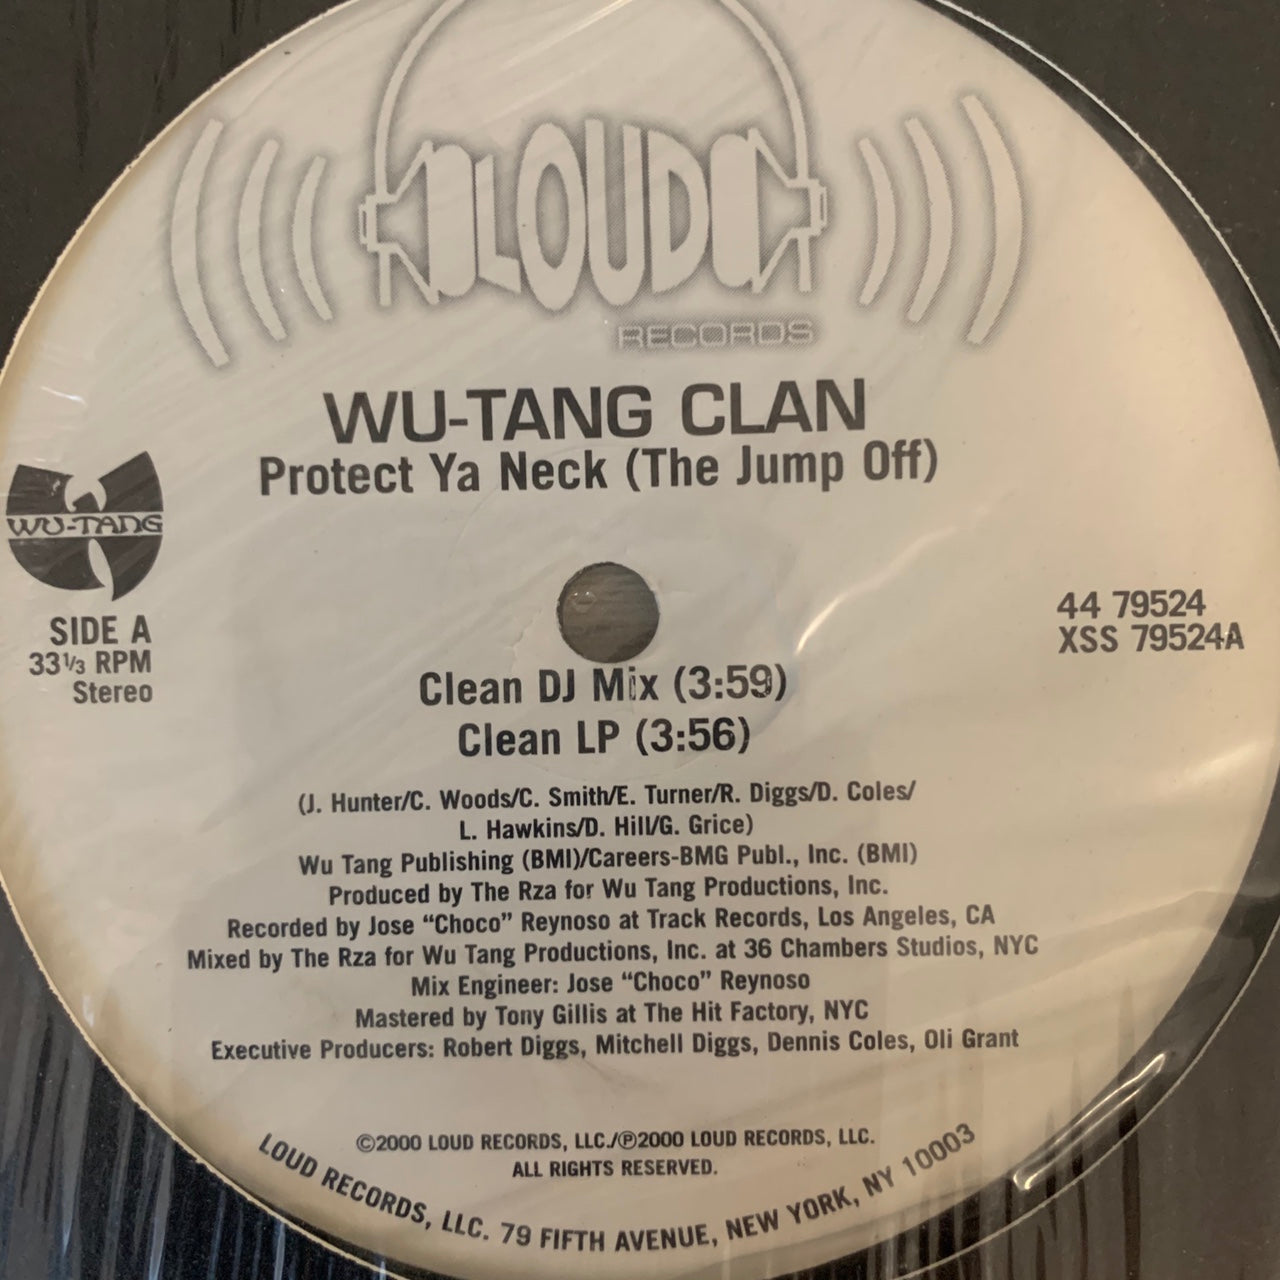 LOUD
RECORDS
WU-TANG CLAN
Protect Ya Neck (The Jump Off)
WU-TANG
SIDE A
33⅓ RPM
Stereo
44 79524
XSS 79524A
Clean DJ Mix (3:59)
Clean LP (3:56)
(J. Hunter/C. Woods/C. Smith/E. Turner/R. Diggs/D. Coles/
L. Hawkins/D. Hill/G. Grice)
Wu Tang Publishing (BMI)/Careers-BMG Publ., Inc. (BMI)
Produced by The Rza for Wu Tang Productions, Inc.
Recorded by Jose “Choco” Reynoso at Track Records, Los Angeles, CA
Mixed by The Rza for Wu Tang Productions, Inc. at 36 Chambers Studios, NYC
Mix Engineer: Jose “Choco” Reynoso
Mastered by Tony Gillis at The Hit Factory, NYC
Executive Producers: Robert Diggs, Mitchell Diggs, Dennis Coles, Oli Grant
©2000 LOUD RECORDS, LLC./℗2000 LOUD RECORDS, LLC.
ALL RIGHTS RESERVED.
LOUD RECORDS, LLC. 79 FIFTH AVENUE, NEW YORK, NY 10003